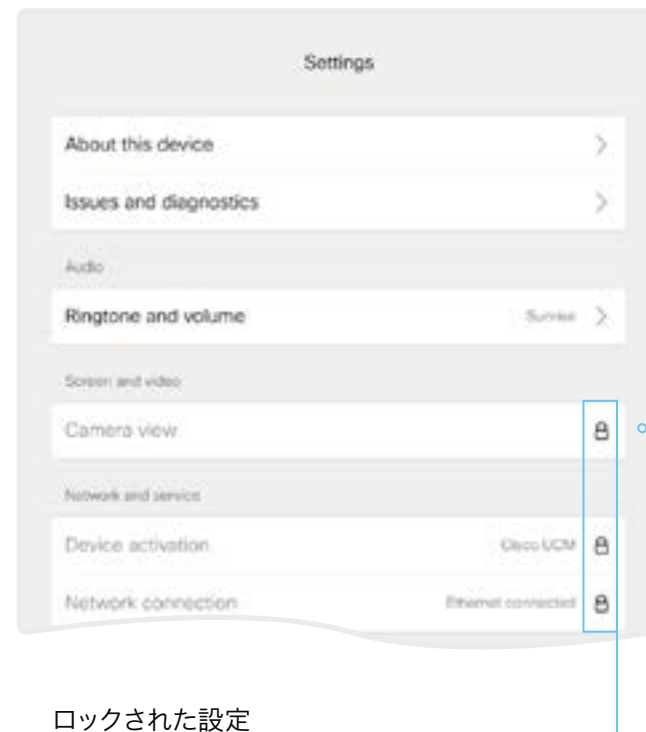 Settings
About this device
Issues and diagnostics
Audio
Ringtone and volume Sunrise
Screen and video
Camera view
Network and service
Device activation Cisco UCM
Network connection Ethernet connected
ロックされた設定